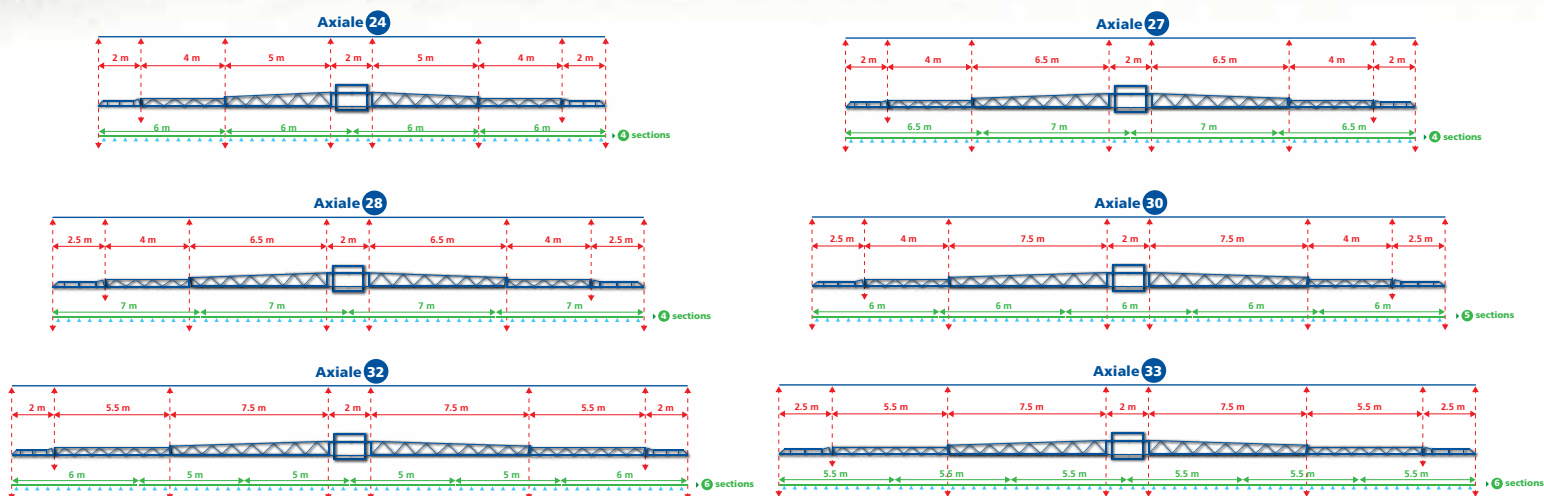 Axiale 24
2 m 4 m 5 m 2 m 5 m 4 m 2 m
6 m 6 m 6 m 6 m
4 sections
Axiale 27
2 m 4 m 6.5 m 2 m 6.5 m 4 m 2 m
6.5 m 7 m 7 m 6.5 m
4 sections
Axiale 28
2.5 m 4 m 6.5 m 2 m 6.5 m 4 m 2.5 m
7 m 7 m 7 m 7 m
4 sections
Axiale 30
2.5 m 4 m 7.5 m 2 m 7.5 m 4 m 2.5 m
6 m 6 m 6 m 6 m 6 m
5 sections
Axiale 32
2 m 5.5 m 7.5 m 2 m 7.5 m 5.5 m 2 m
6 m 5 m 5 m 5 m 5 m 6 m
6 sections
Axiale 33
2.5 m 5.5 m 7.5 m 2 m 7.5 m 5.5 m 2.5 m
5.5 m 5.5 m 5.5 m 5.5 m 5.5 m 5.5 m
6 sections